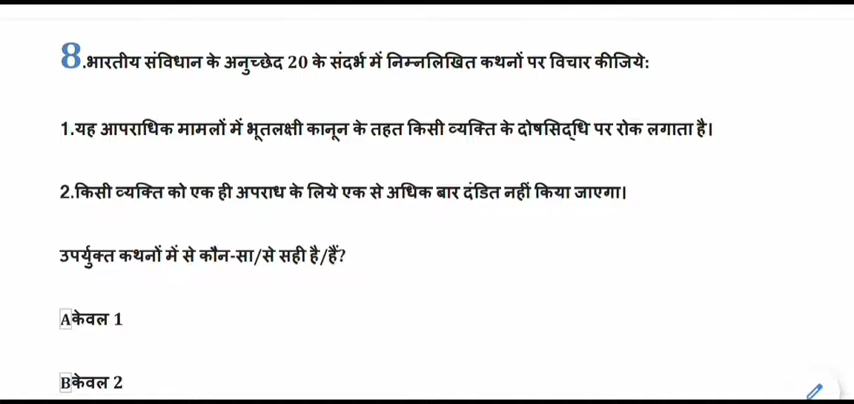 8.भारतीय संविधान के अनुच्छेद 20 के संदर्भ में निम्नलिखित कथनों पर विचार कीजिये:
1.यह आपराधिक मामलों में भूतलक्षी कानून के तहत किसी व्यक्ति के दोषसिद्धि पर रोक लगाता है।
2.किसी व्यक्ति को एक ही अपराध के लिये एक से अधिक बार दंडित नहीं किया जाएगा।
उपर्युक्त कथनों में से कौन-सा/से सही है/हैं?
Aकेवल 1
Bकेवल 2